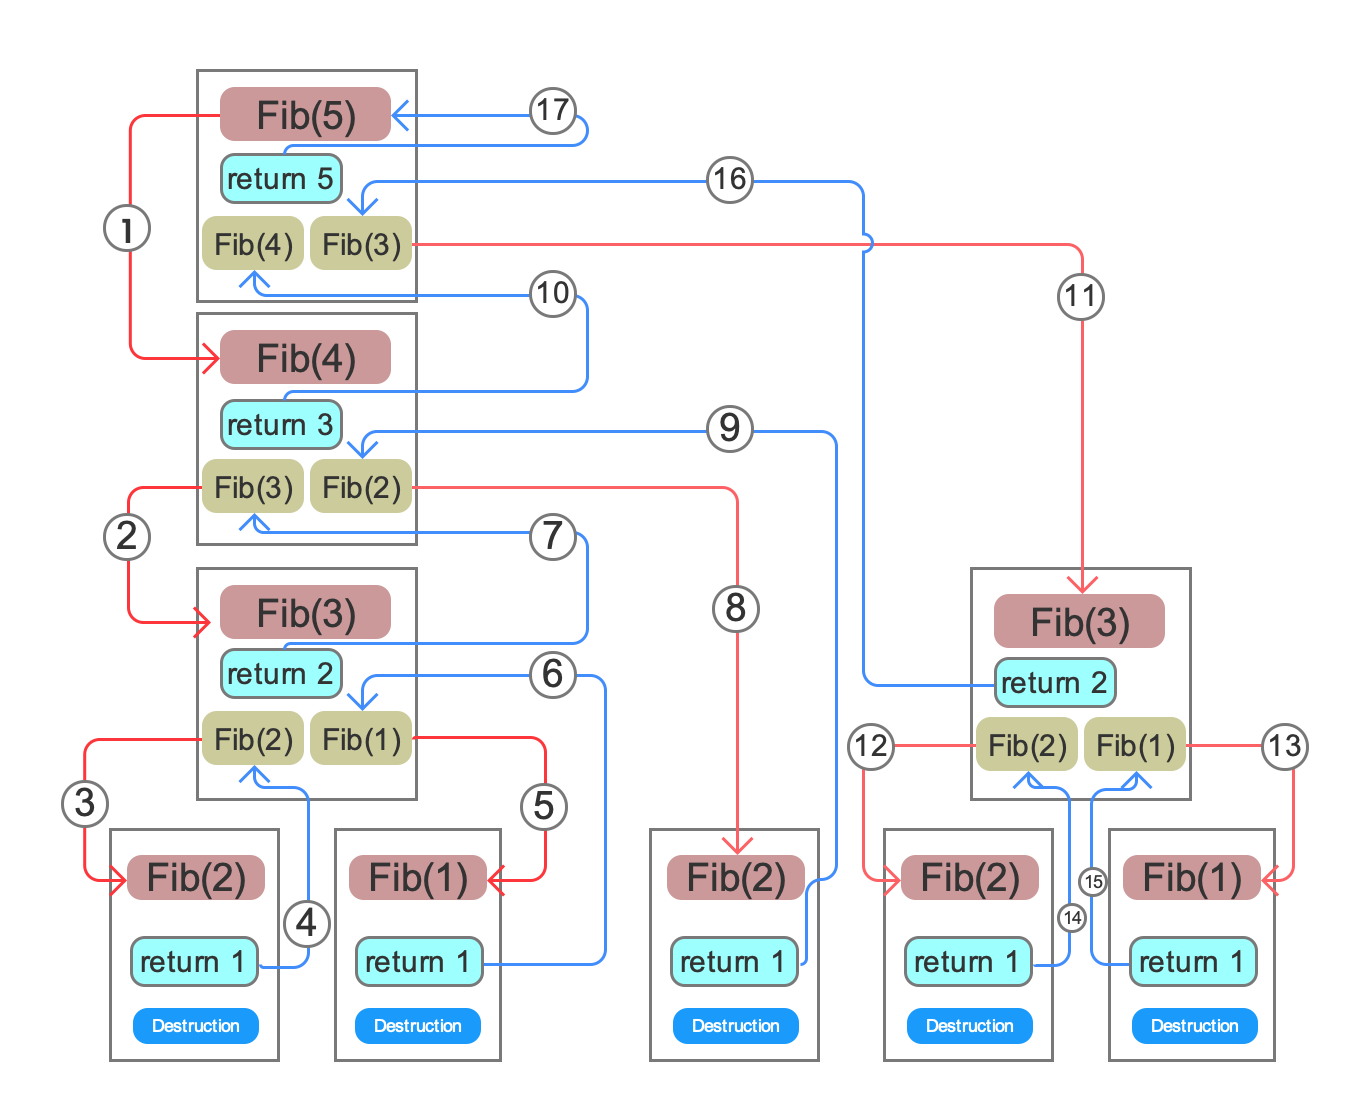 Fib(5)
17
return 5
16
1
Fib(4)
Fib(3)
10
11
Fib(4)
return 3
9
Fib(3)
Fib(2)
2
7
8
Fib(3)
Fib(3)
return 2
6
return 2
Fib(2)
Fib(1)
12
Fib(2)
Fib(1)
13
3
5
Fib(2)
Fib(1)
Fib(2)
Fib(2)
15
Fib(1)
4
14
return 1
return 1
return 1
return 1
return 1
Destruction
Destruction
Destruction
Destruction
Destruction